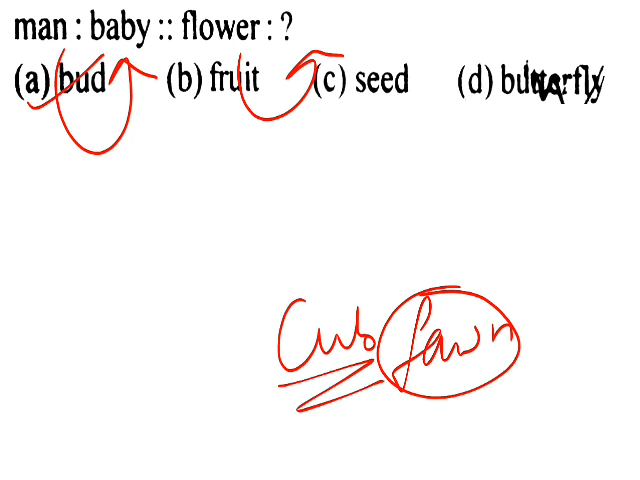 man : baby :: flower : ?
(a) bud (b) fruit (c) seed (d) butterfly
Cub fawn